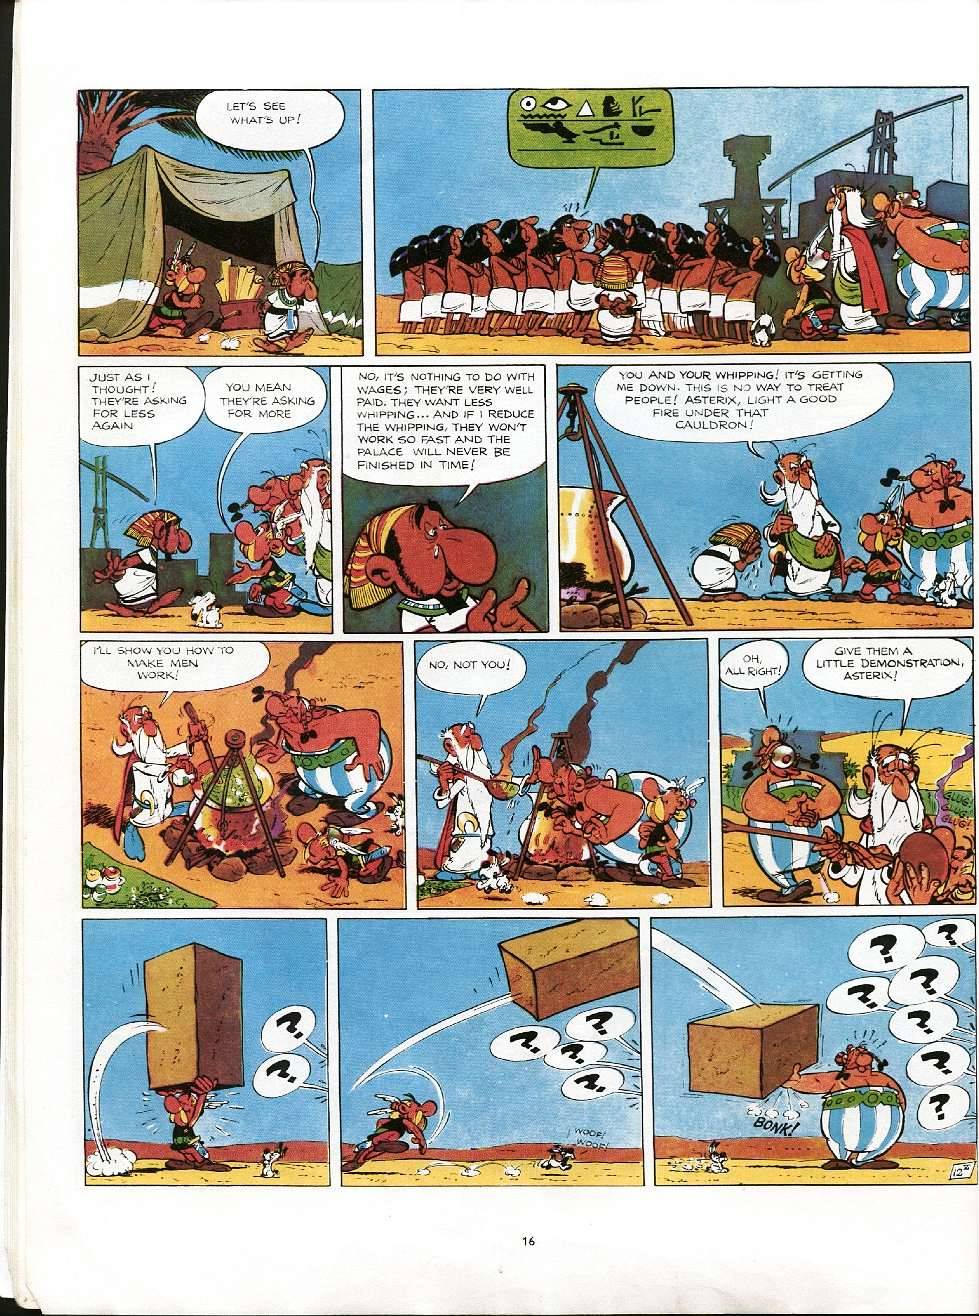 LET'S SEE
WHAT'S UP!
JUST AS I
THOUGHT!
THEY'RE ASKING
FOR LESS
AGAIN
YOU MEAN
THEY'RE ASKING
FOR MORE
NO, IT'S NOTHING TO DO WITH
WAGES; THEY'RE VERY WELL
PAID. THEY WANT LESS
WHIPPING... AND IF I REDUCE
THE WHIPPING, THEY WON'T
WORK SO FAST AND THE
PALACE WILL NEVER BE
FINISHED IN TIME!
YOU AND YOUR WHIPPING! IT'S GETTING
ME DOWN. THIS IS NO WAY TO TREAT
PEOPLE! ASTERIX, LIGHT A GOOD
FIRE UNDER THAT
CAULDRON!
I'LL SHOW YOU HOW TO
MAKE MEN
WORK!
NO, NOT YOU!
OH,
ALL RIGHT!
GIVE THEM A
LITTLE DEMONSTRATION,
ASTERIX!
GLUG!
GLUG!
GLUG!
?
?
?
?
?
?
WOOF!
WOOF!
?
?
?
?
?
?
?
BONK!
16